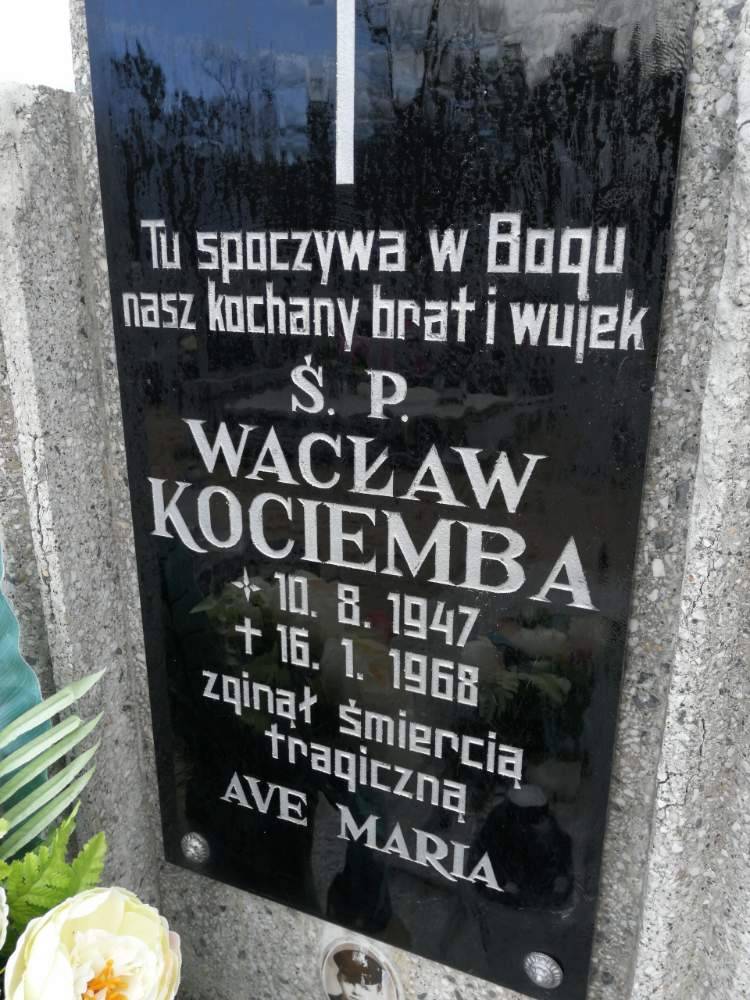 Tu spoczywa w Bogu
nasz kochany brat i wujek
Ś. P.
WACŁAW
KOCIEMBA
10. 8. 1947
16. 1. 1968
zginął śmiercią
tragiczną
AVE MARIA